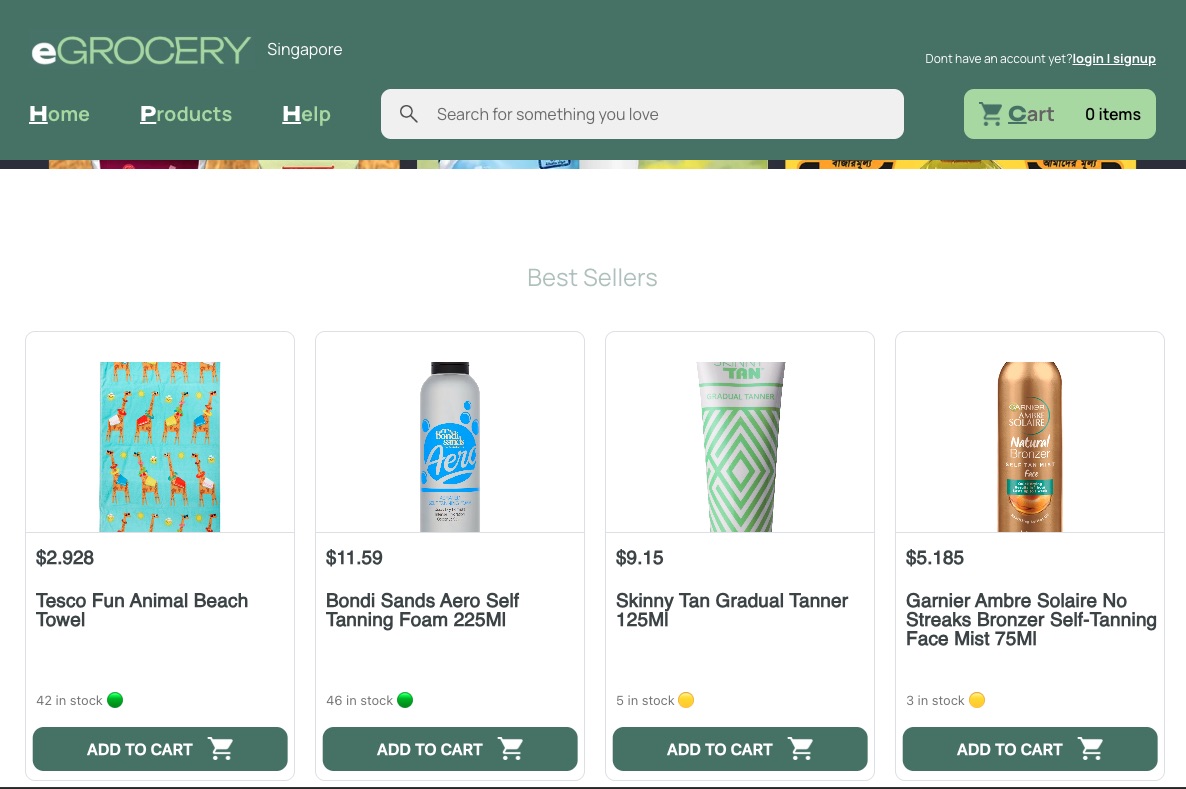 eGROCERY Singapore
Dont have an account yet?login | signup
Home Products Help Search for something you love Cart 0 items
Best Sellers
SKINNY
TAN
GRADUAL TANNER
Bondi
Sands
Aero
GARNIER
AMBRE
SOLAIRE
Natural
Bronzer
SELF TAN MIST
Face
$2.928 $11.59 $9.15 $5.185
Tesco Fun Animal Beach
Towel
Bondi Sands Aero Self
Tanning Foam 225Ml
Skinny Tan Gradual Tanner
125Ml
Garnier Ambre Solaire No
Streaks Bronzer Self-Tanning
Face Mist 75Ml
42 in stock 46 in stock 5 in stock 3 in stock
ADD TO CART ADD TO CART ADD TO CART ADD TO CART